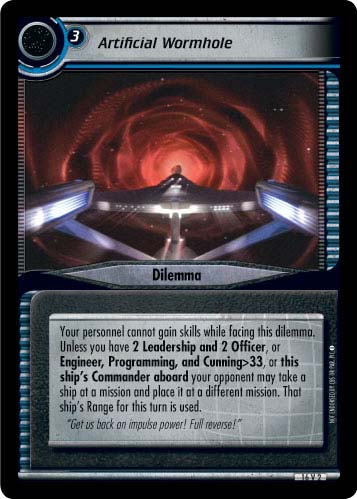 3
Artificial Wormhole
Dilemma
Your personnel cannot gain skills while facing this dilemma.
Unless you have 2 Leadership and 2 Officer, or
Engineer, Programming, and Cunning>33, or this
ship's Commander aboard your opponent may take a
ship at a mission and place it at a different mission. That
ship's Range for this turn is used.
"Get us back on impulse power! Full reverse!"
14 V 2